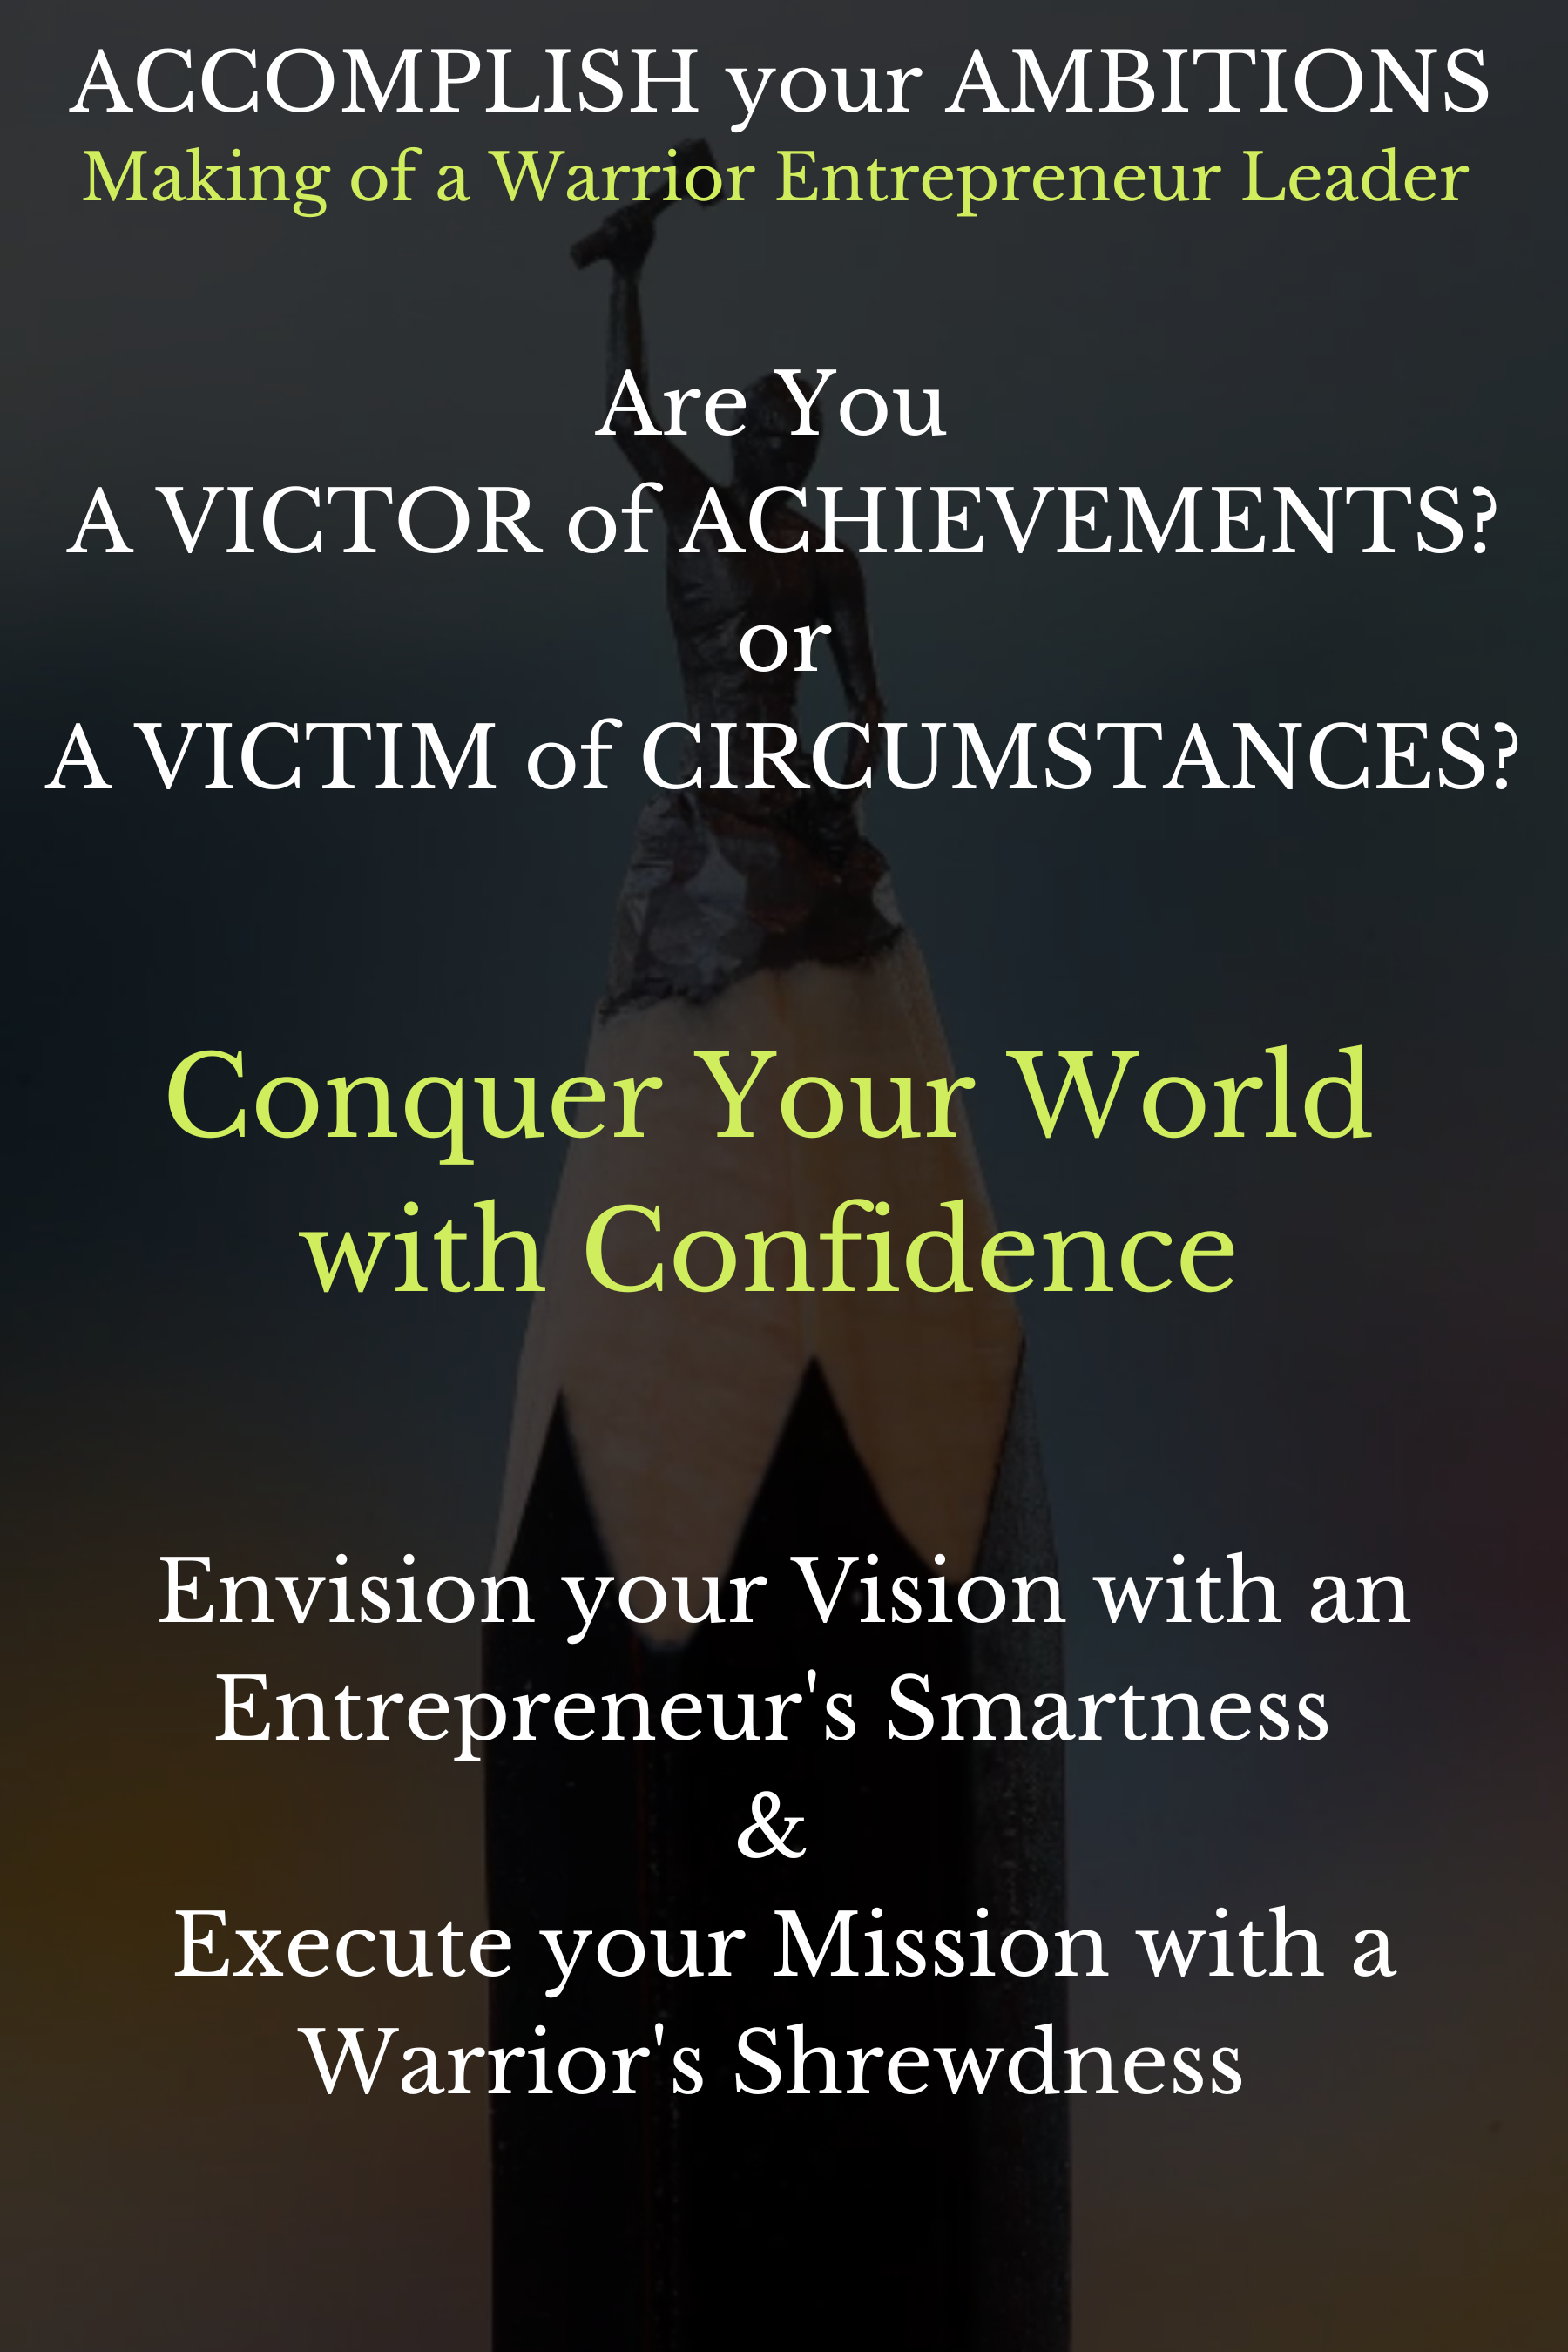 ACCOMPLISH your AMBITIONS
Making of a Warrior Entrepreneur Leader
Are You
A VICTOR of ACHIEVEMENTS?
or
A VICTIM of CIRCUMSTANCES?
Conquer Your World
with Confidence
Envision your Vision with an
Entrepreneur's Smartness
&
Execute your Mission with a
Warrior's Shrewdness